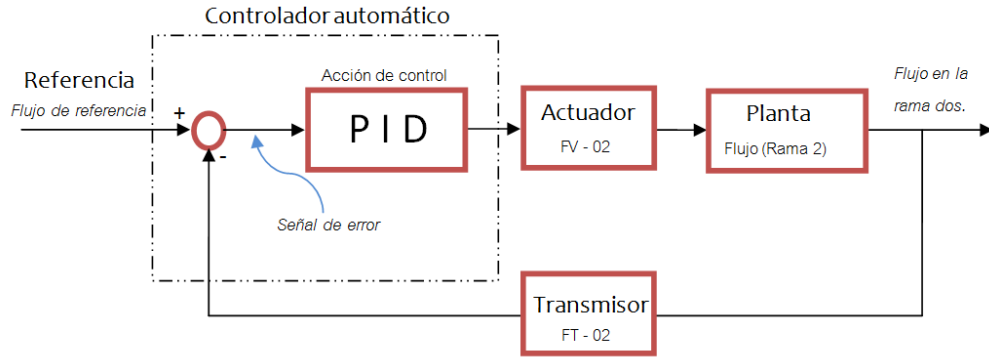 Controlador automático
Referencia
Flujo de referencia
+
-
Acción de control
P I D
Señal de error
Actuador
FV - 02
Planta
Flujo (Rama 2)
Flujo en la
rama dos.
Transmisor
FT - 02